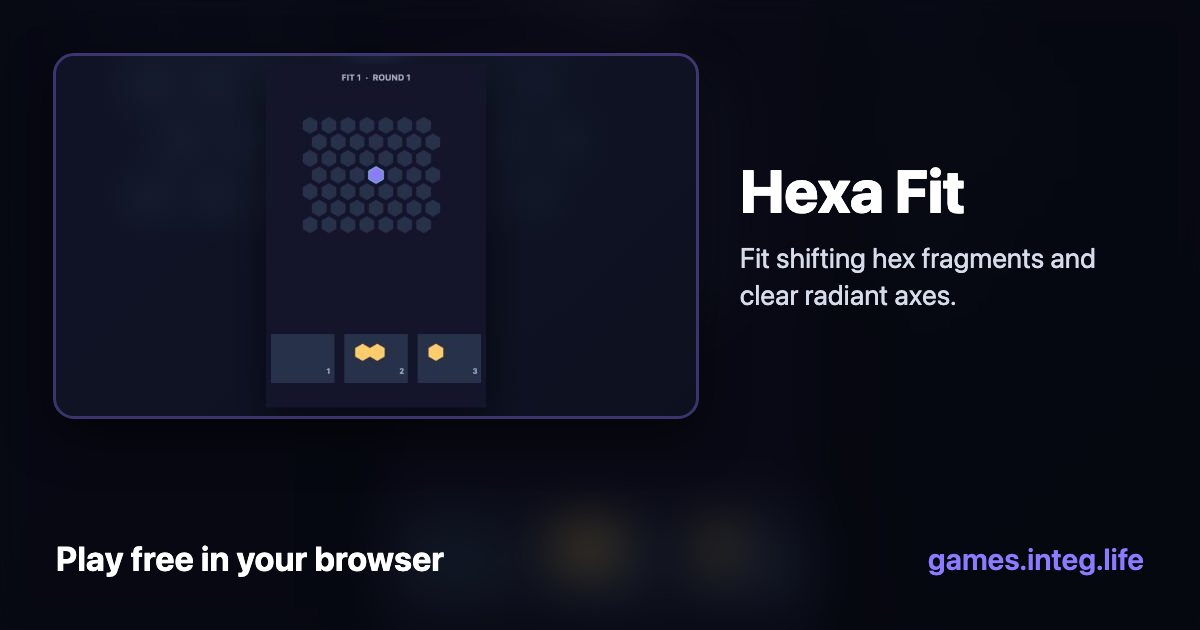 FIT 1 · ROUND 1
1
2
3
Hexa Fit
Fit shifting hex fragments and
clear radiant axes.
Play free in your browser
games.integ.life